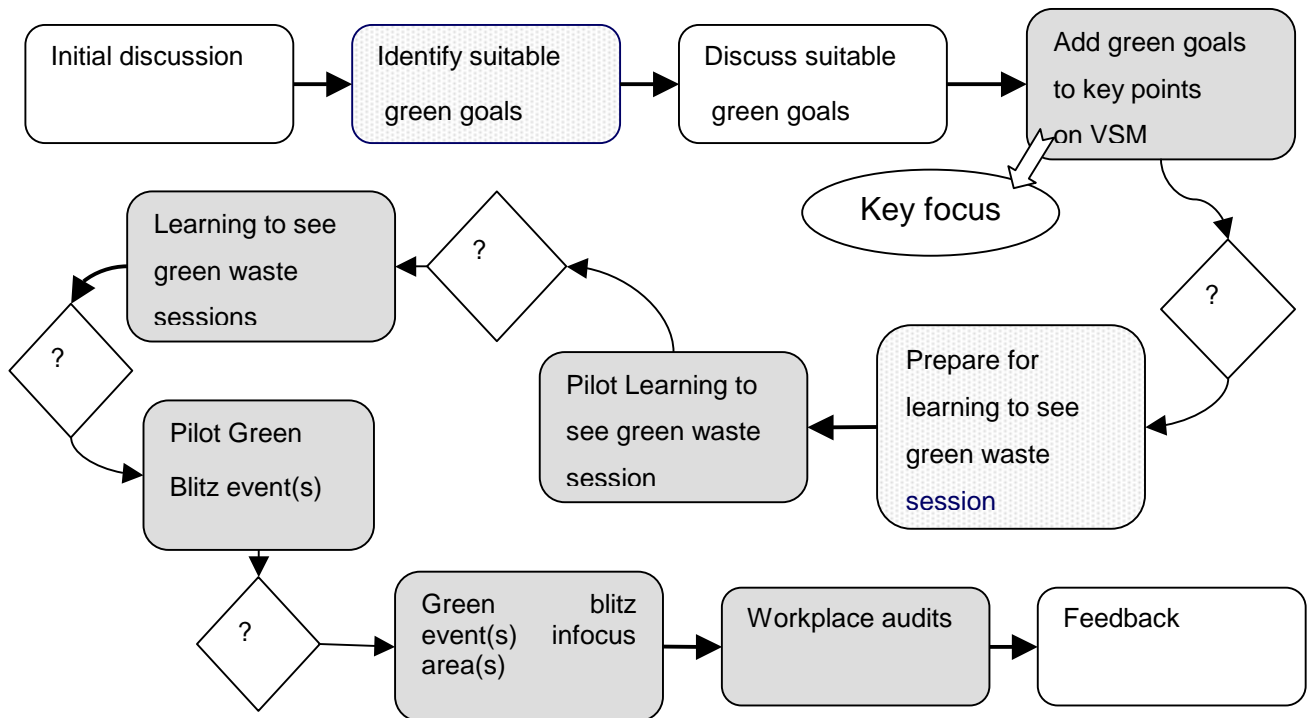 Initial discussion
Identify suitable
green goals
Discuss suitable
green goals
Add green goals
to key points
on VSM
Key focus
?
Prepare for
learning to see
green waste
session
Pilot Learning to
see green waste
session
?
Learning to see
green waste
sessions
?
Pilot Green
Blitz event(s)
?
Green blitz
event(s) infocus
area(s)
Workplace audits
Feedback